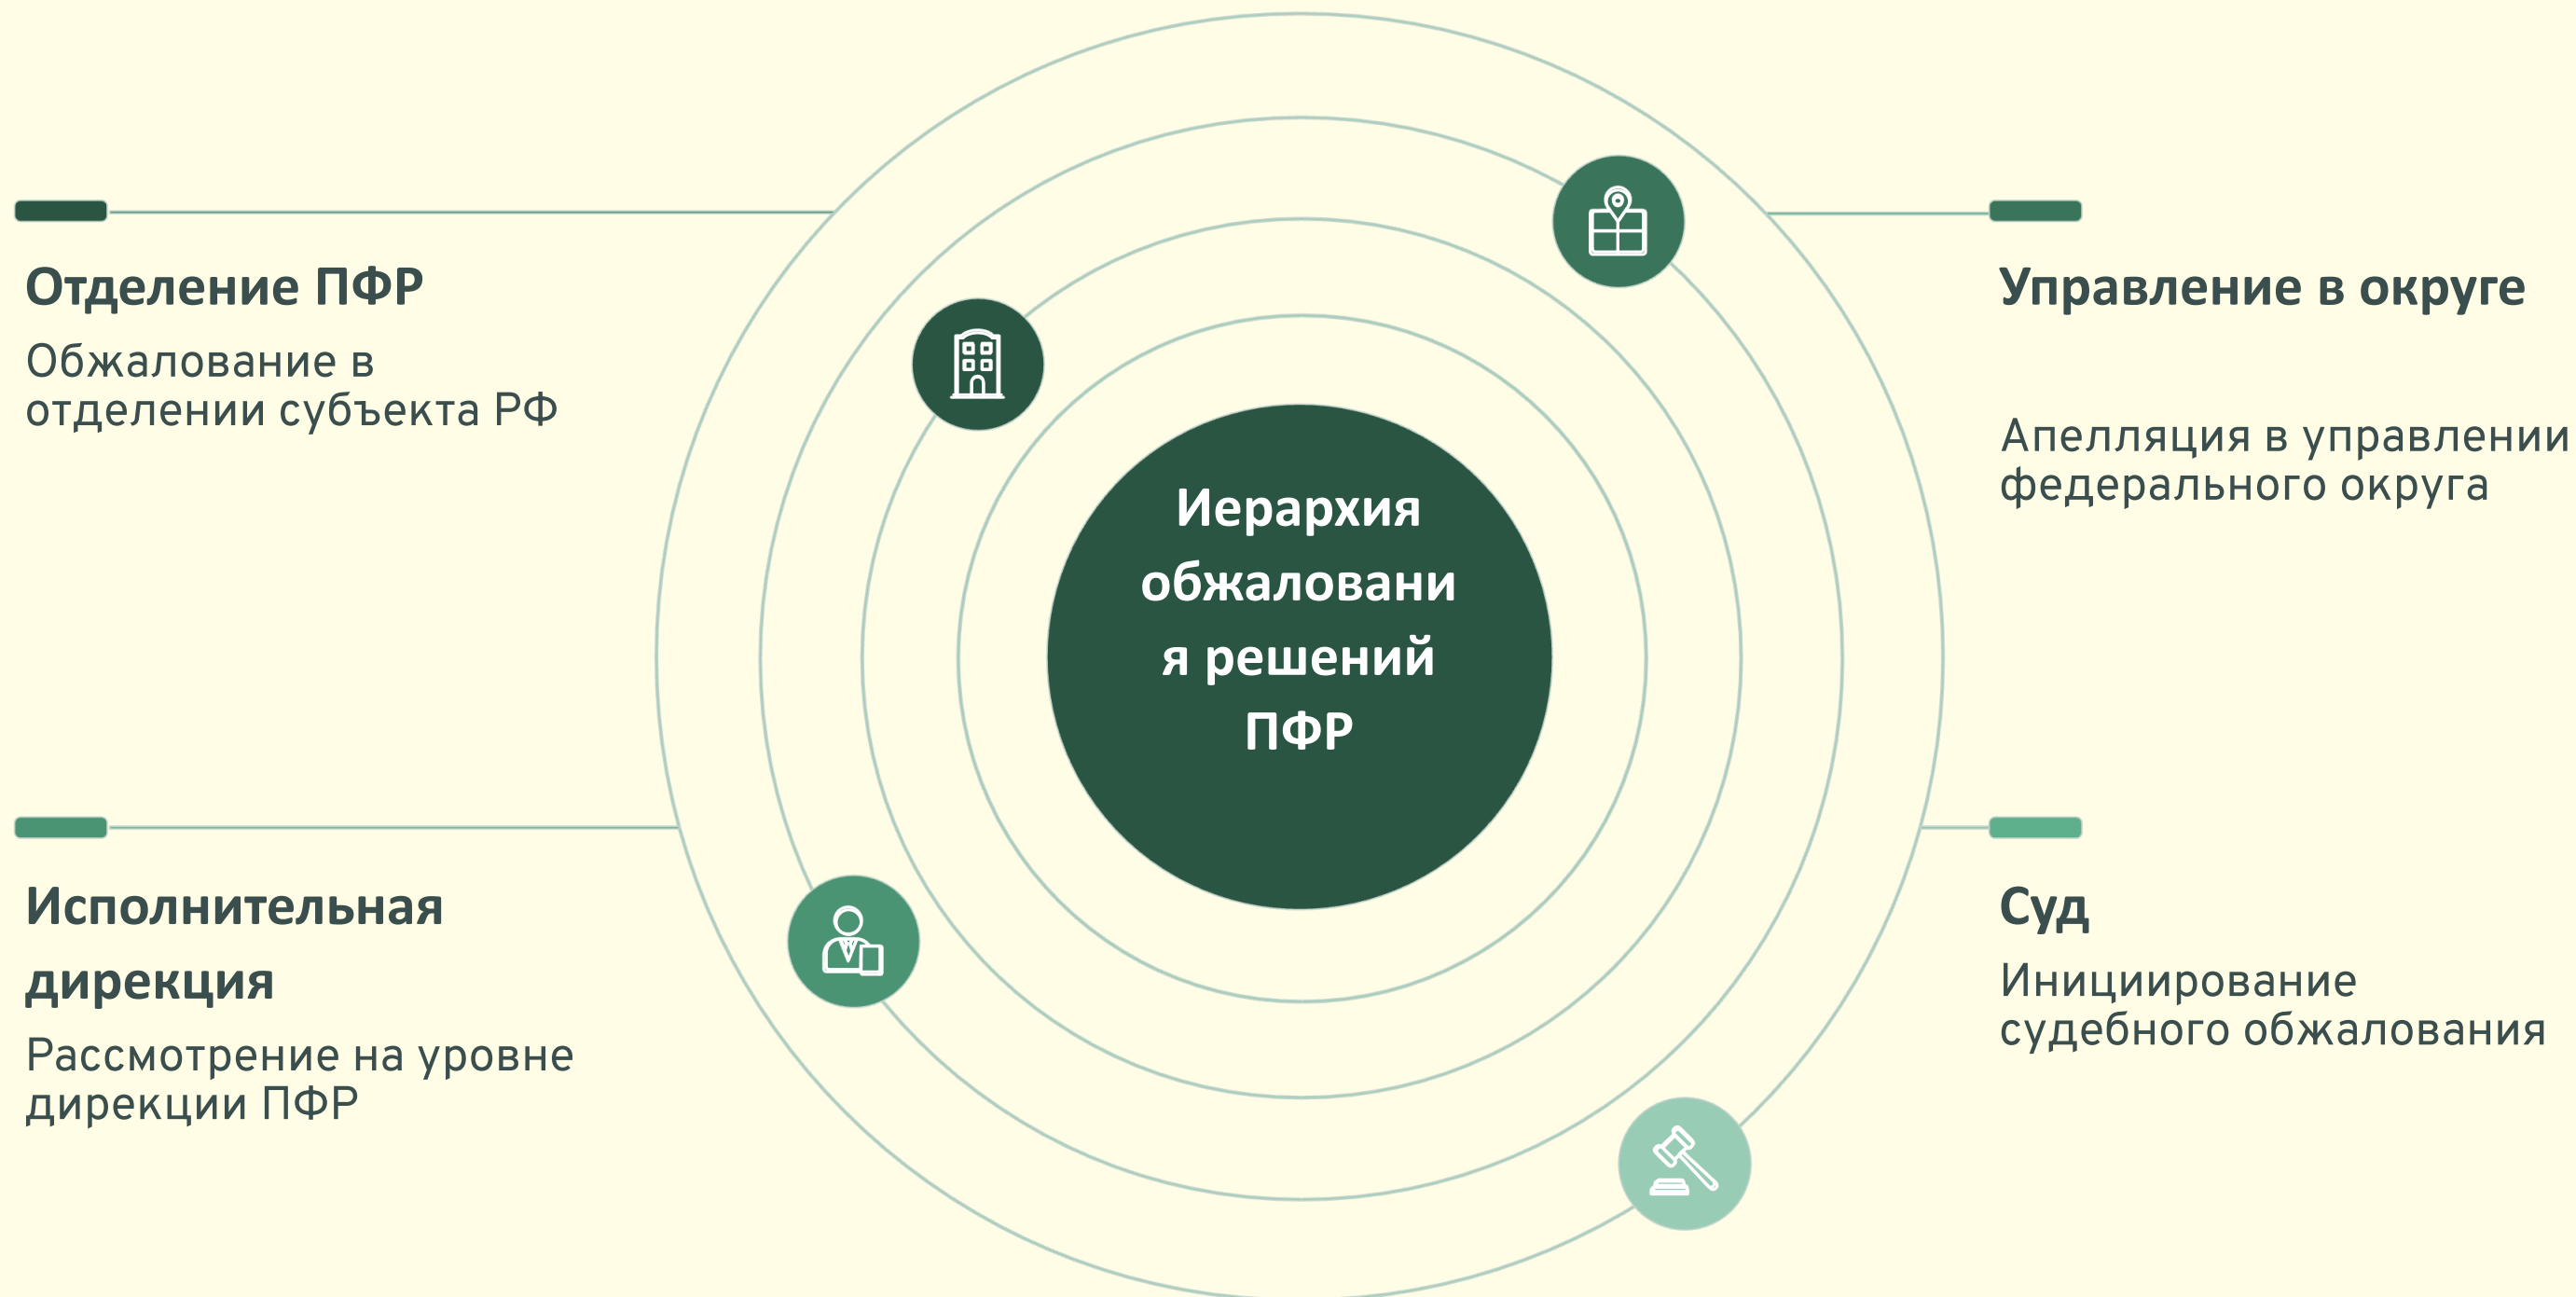 Отделение ПФР
Обжалование в
отделении субъекта РФ
Управление в округе
Апелляция в управлении
федерального округа
Иерархия
обжаловани
я решений
ПФР
Исполнительная
дирекция
Рассмотрение на уровне
дирекции ПФР
Суд
Инициирование
судебного обжалования